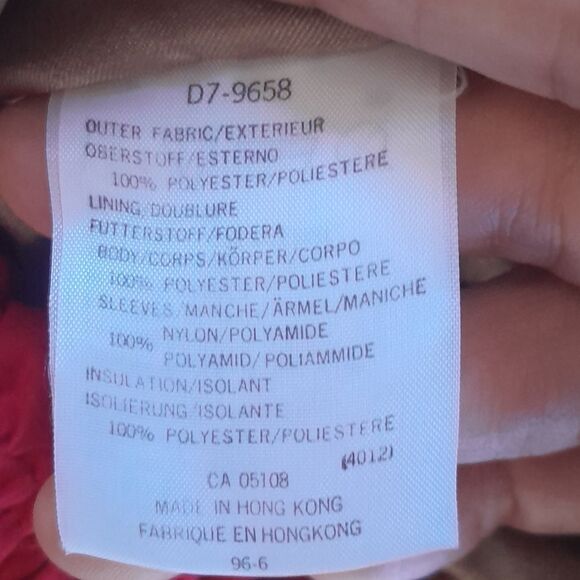 D7-9658
OUTER FABRIC/EXTERIEUR
OBERSTOFF/ESTERNO
100% POLYESTER/POLIESTERE
LINING/DOUBLURE
FUTTERSTOFF/FODERA
BODY/CORPS/KÖRPER/CORPO
100% POLYESTER/POLIESTERE
SLEEVES/MANCHE/ÄRMEL/MANICHE
100% NYLON/POLYAMIDE
POLYAMID/POLIAMMIDE
INSULATION/ISOLANT
ISOLIERUNG/ISOLANTE
100% POLYESTER/POLIESTERE
(4012)
CA 05108
MADE IN HONG KONG
FABRIQUE EN HONGKONG
96-6